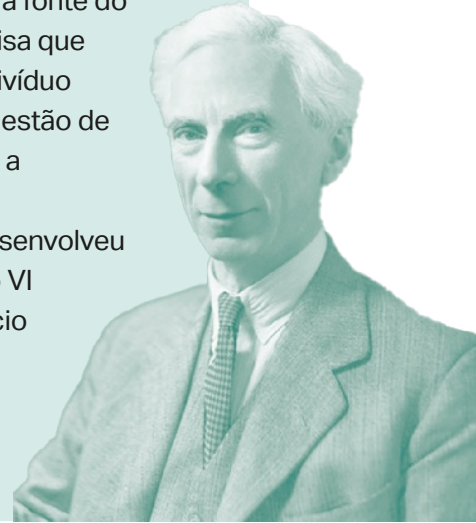 a fonte do
isa que
ivíduo
estão de
a
senvolveu
VI
cio